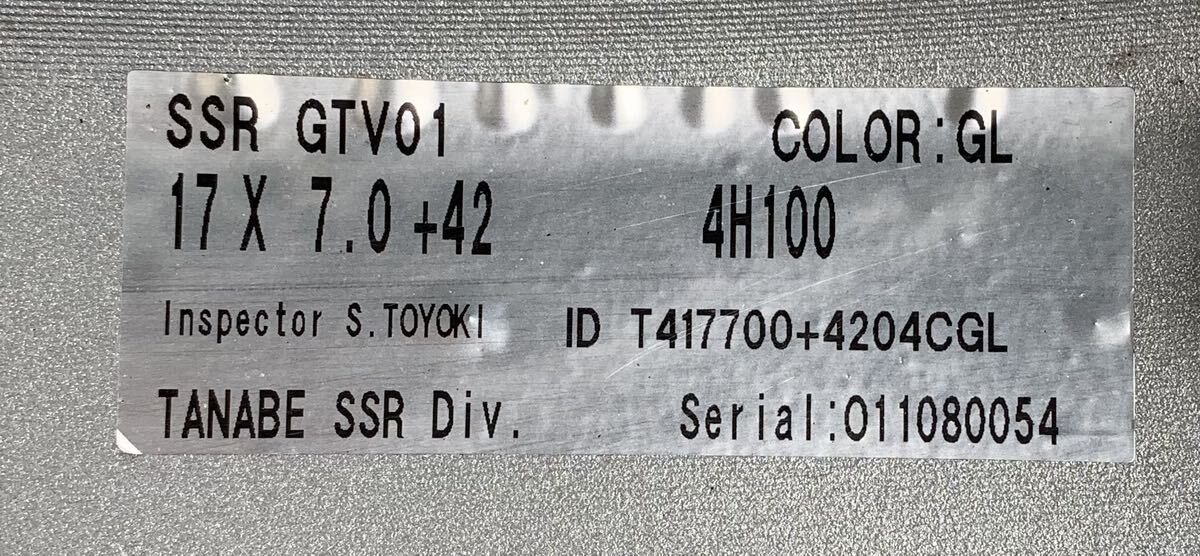 SSR GTV01 COLOR:GL
17 X 7.0 +42 4H100
Inspector S.TOYOKI ID T417700+4204CGL
TANABE SSR Div. Serial:011080054